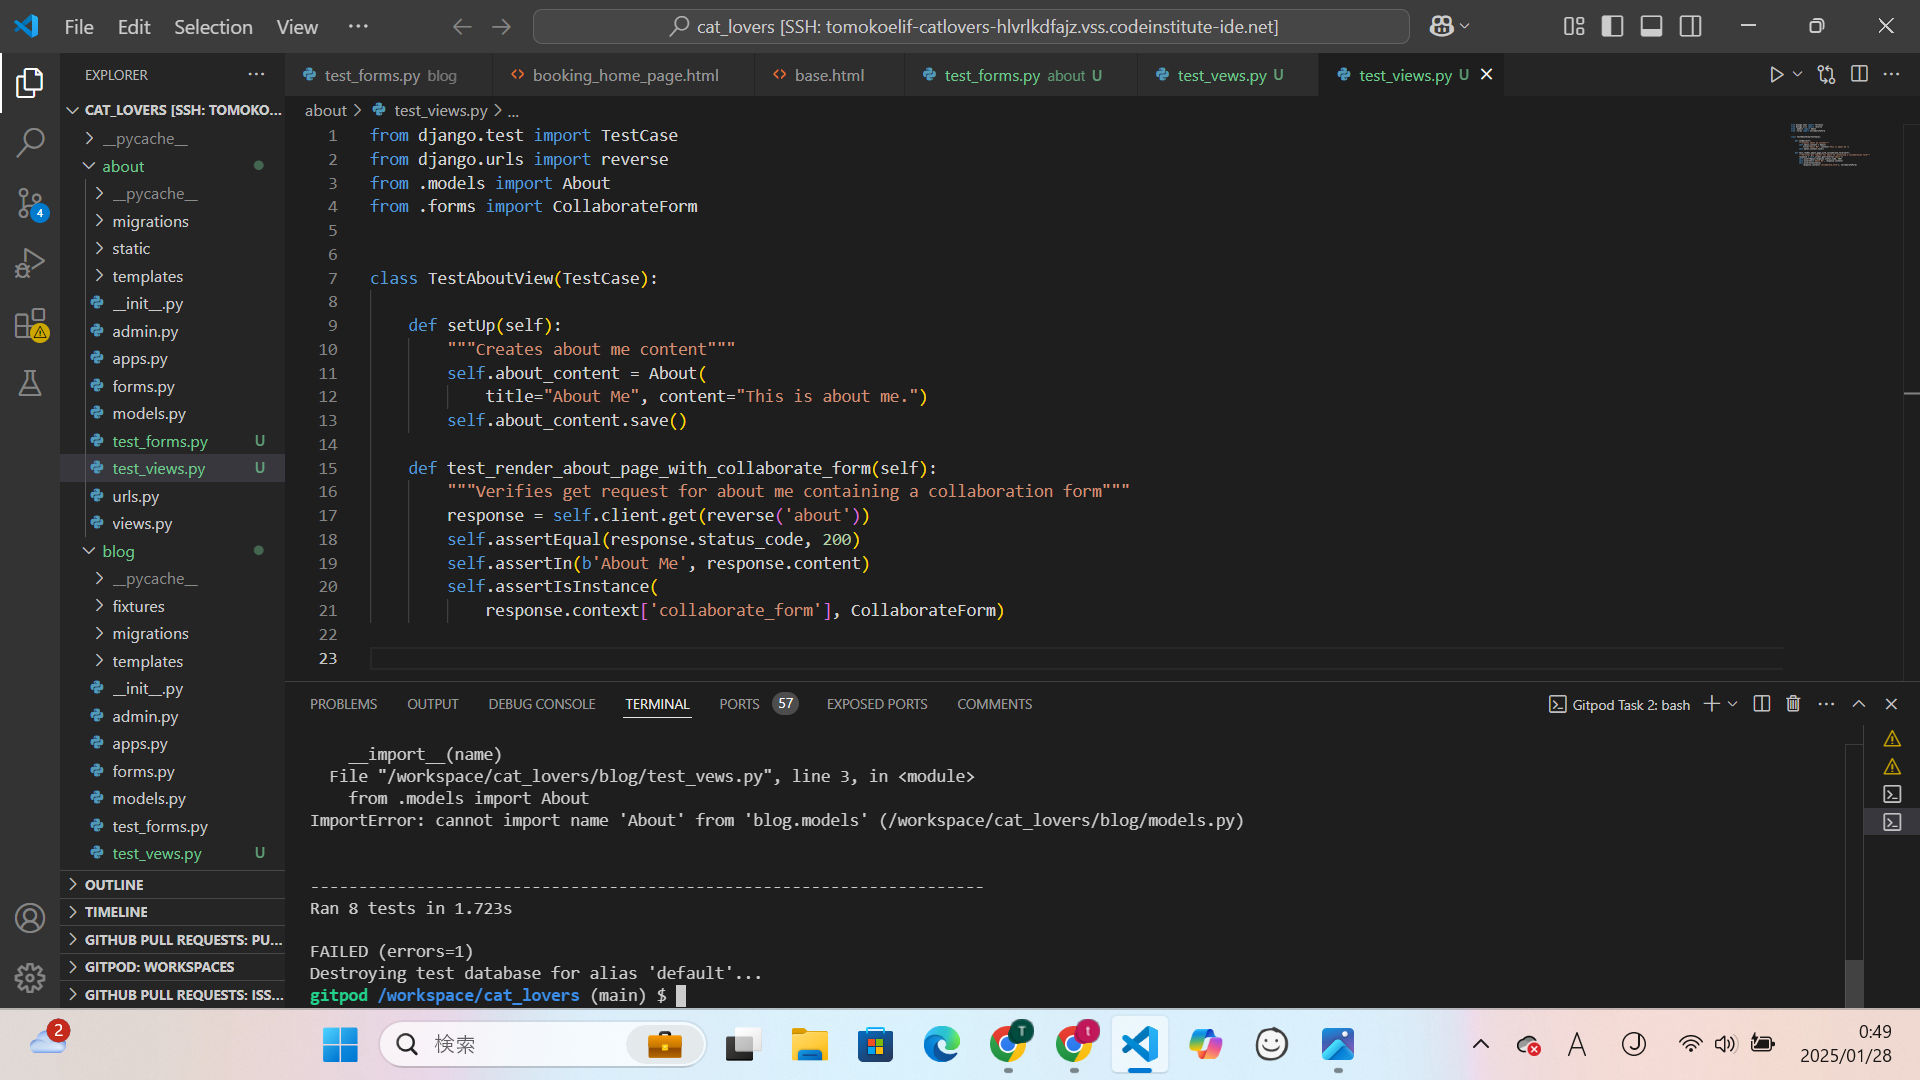 File Edit Selection View ... cat_lovers [SSH: tomokoelif-catlovers-hlvrlkdfajz.vss.codeinstitute-ide.net]
EXPLORER ...
test_forms.py blog booking_home_page.html base.html test_forms.py about U test_vews.py U test_views.py U
CAT_LOVERS [SSH: TOMOKO...
__pycache__
about
__pycache__
migrations
static
templates
__init__.py
admin.py
apps.py
forms.py
models.py
test_forms.py U
test_views.py U
urls.py
views.py
blog
__pycache__
fixtures
migrations
templates
__init__.py
admin.py
apps.py
forms.py
models.py
test_forms.py
test_vews.py U
OUTLINE
TIMELINE
GITHUB PULL REQUESTS: PU...
GITPOD: WORKSPACES
GITHUB PULL REQUESTS: ISS...
4
about > test_views.py > ...
1 from django.test import TestCase
2 from django.urls import reverse
3 from .models import About
4 from .forms import CollaborateForm
5
6
7 class TestAboutView(TestCase):
8
9 def setUp(self):
10 """Creates about me content"""
11 self.about_content = About(
12 title="About Me", content="This is about me.")
13 self.about_content.save()
14
15 def test_render_about_page_with_collaborate_form(self):
16 """Verifies get request for about me containing a collaboration form"""
17 response = self.client.get(reverse('about'))
18 self.assertEqual(response.status_code, 200)
19 self.assertIn(b'About Me', response.content)
20 self.assertIsInstance(
21 response.context['collaborate_form'], CollaborateForm)
22
23
PROBLEMS OUTPUT DEBUG CONSOLE TERMINAL PORTS 57 EXPOSED PORTS COMMENTS Gitpod Task 2: bash
__import__(name)
File "/workspace/cat_lovers/blog/test_vews.py", line 3, in <module>
from .models import About
ImportError: cannot import name 'About' from 'blog.models' (/workspace/cat_lovers/blog/models.py)
----------------------------------------------------------------------
Ran 8 tests in 1.723s
FAILED (errors=1)
Destroying test database for alias 'default'...
gitpod /workspace/cat_lovers (main) $
2
検索
T
t
A
J
0:49
2025/01/28